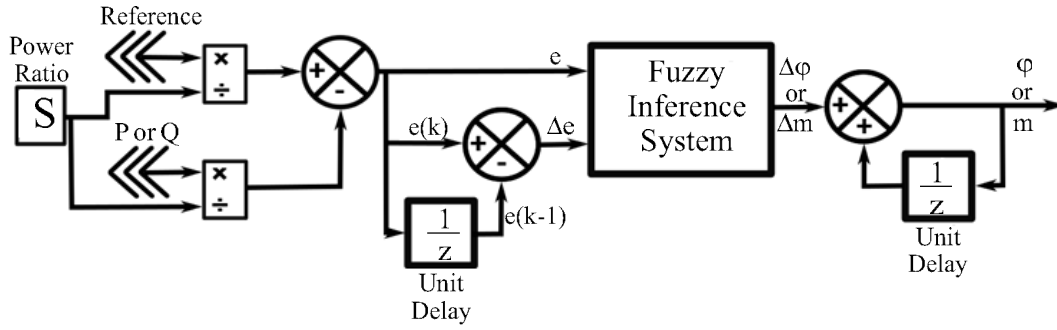 Reference
Power
Ratio
S
×
÷
P or Q
×
÷
+
-
e
e(k)
+
-
Δe
e(k-1)
1
z
Unit
Delay
Fuzzy
Inference
System
Δφ
or
Δm
+
+
φ
or
m
1
z
Unit
Delay